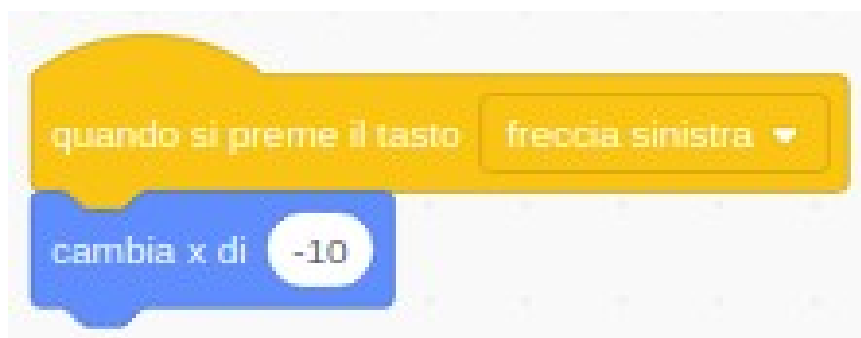 quando si preme il tasto freccia sinistra
cambia x di -10